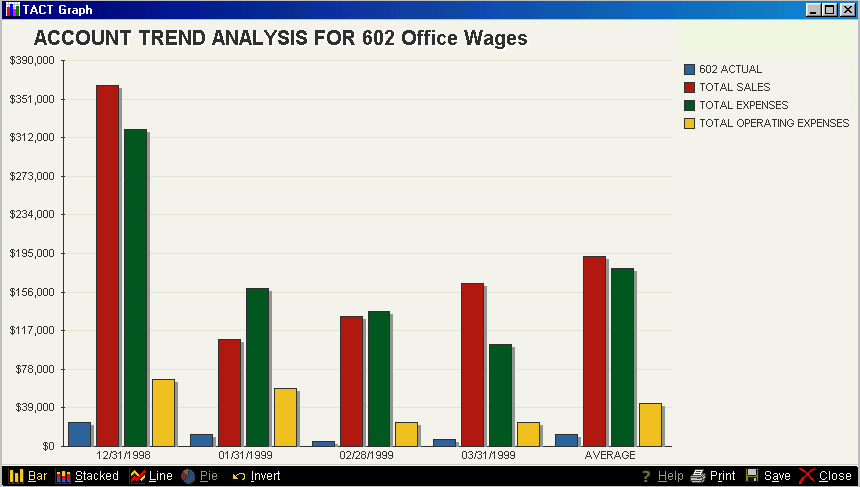 TACT Graph
ACCOUNT TREND ANALYSIS FOR 602 Office Wages
$390,000
$351,000
$312,000
$273,000
$234,000
$195,000
$156,000
$117,000
$78,000
$39,000
$0
602 ACTUAL
TOTAL SALES
TOTAL EXPENSES
TOTAL OPERATING EXPENSES
12/31/1998 01/31/1999 02/28/1999 03/31/1999 AVERAGE
Bar Stacked Line Pie Invert ? Help Print Save Close